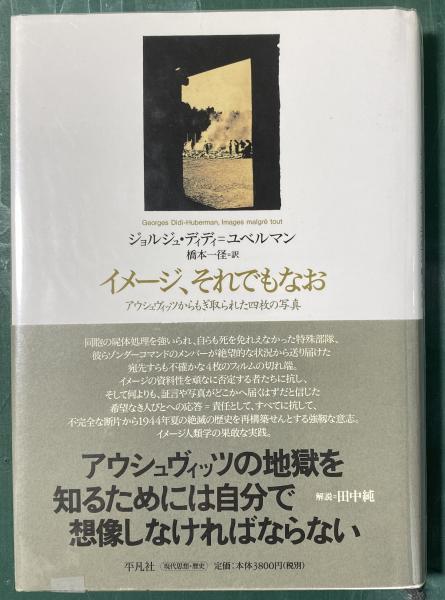 Georges Didi-Huberman, Images malgré tout
ジョルジュ・ディディ=ユベルマン
橋本一径=訳
イメージ、それでもなお
アウシュヴィッツからもぎ取られた四枚の写真
同胞の屍体処理を強いられ、自らも死を免れえなかった特殊部隊、
彼らゾンダーコマンドのメンバーが絶望的な状況から送り届けた
宛先すらも不確かな4枚のフィルムの切れ端。
イメージの資料性を頑なに否定する者たちに抗し、
そして何よりも、証言や写真がどこかへ届くはずだと信じた
希望なき人びとへの応答=責任として、すべてに抗して、
不完全な断片から1944年夏の絶滅の歴史を再構築せんとする強靱な意志。
イメージ人類学の果敢な実践。
アウシュヴィッツの地獄を
知るためには自分で
想像しなければならない
解説=田中純
平凡社
現代思想・歴史
定価:本体3800円(税別)